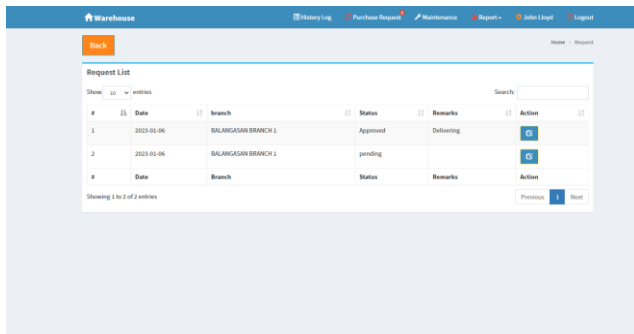 Warehouse History Log Purchase Request Maintenance Report John Lloyd Logout
Back Home > Request
Request List
Show 10 entries Search:
# Date branch Status Remarks Action
1 2023-01-06 BALANGASAN BRANCH 1 Approved Delivering
2 2023-01-06 BALANGASAN BRANCH 1 pending
# Date Branch Status Remarks Action
Showing 1 to 2 of 2 entries Previous 1 Next